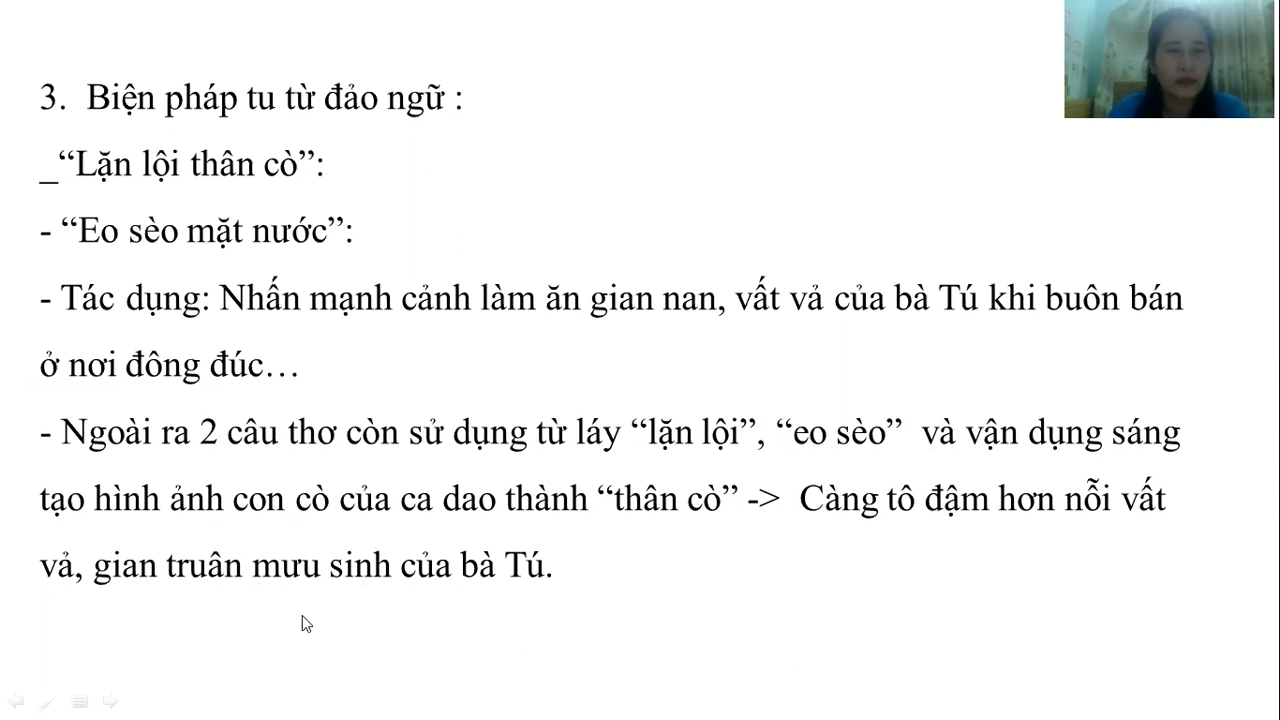 3. Biện pháp tu từ đảo ngữ :
_“Lặn lội thân cò”:
- “Eo sèo mặt nước”:
- Tác dụng: Nhấn mạnh cảnh làm ăn gian nan, vất vả của bà Tú khi buôn bán
ở nơi đông đúc…
- Ngoài ra 2 câu thơ còn sử dụng từ láy “lặn lội”, “eo sèo” và vận dụng sáng
tạo hình ảnh con cò của ca dao thành “thân cò” -> Càng tô đậm hơn nỗi vất
vả, gian truân mưu sinh của bà Tú.